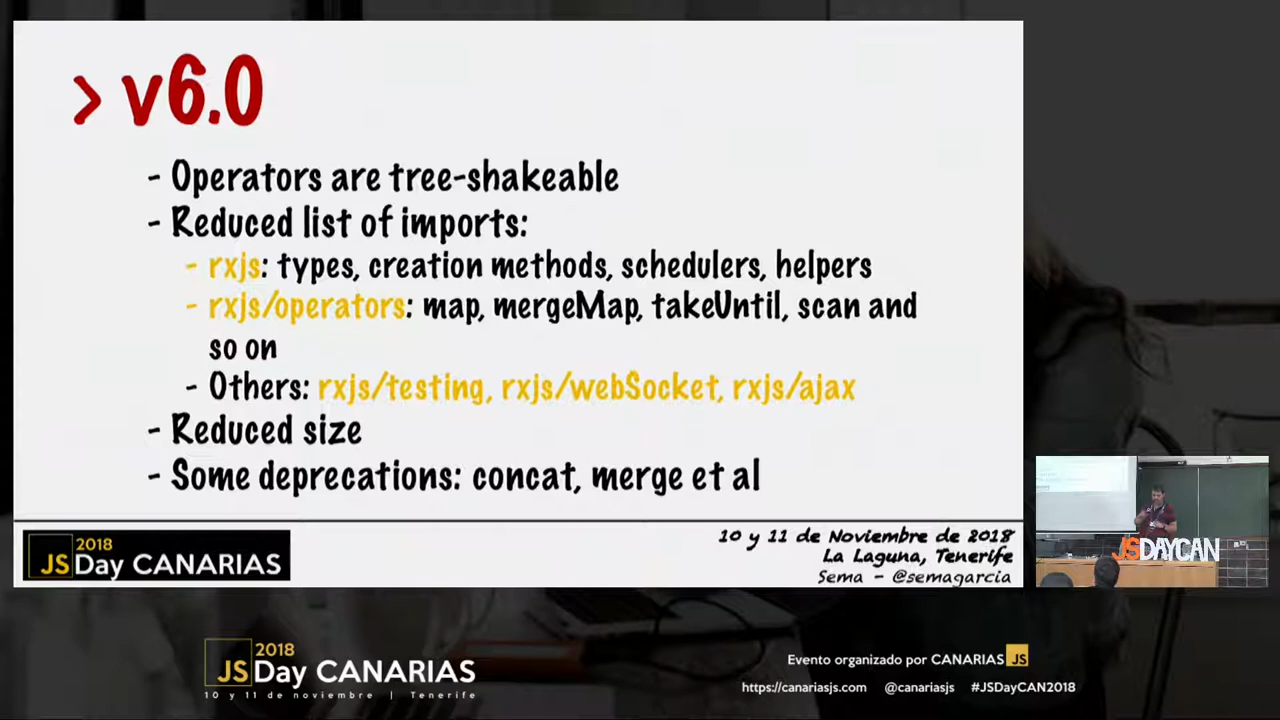 > v6.0
- Operators are tree-shakeable
- Reduced list of imports:
- rxjs: types, creation methods, schedulers, helpers
- rxjs/operators: map, mergeMap, takeUntil, scan and
so on
- Others: rxjs/testing, rxjs/webSocket, rxjs/ajax
- Reduced size
- Some deprecations: concat, merge et al
2018
JS Day CANARIAS
10 y 11 de Noviembre de 2018
La Laguna, Tenerife
Sema - @semagarcia
JSDAYCAN
2018
JS Day CANARIAS
10 y 11 de noviembre | Tenerife
Evento organizado por CANARIAS JS
https://canariasjs.com @canariasjs #JSDayCAN2018